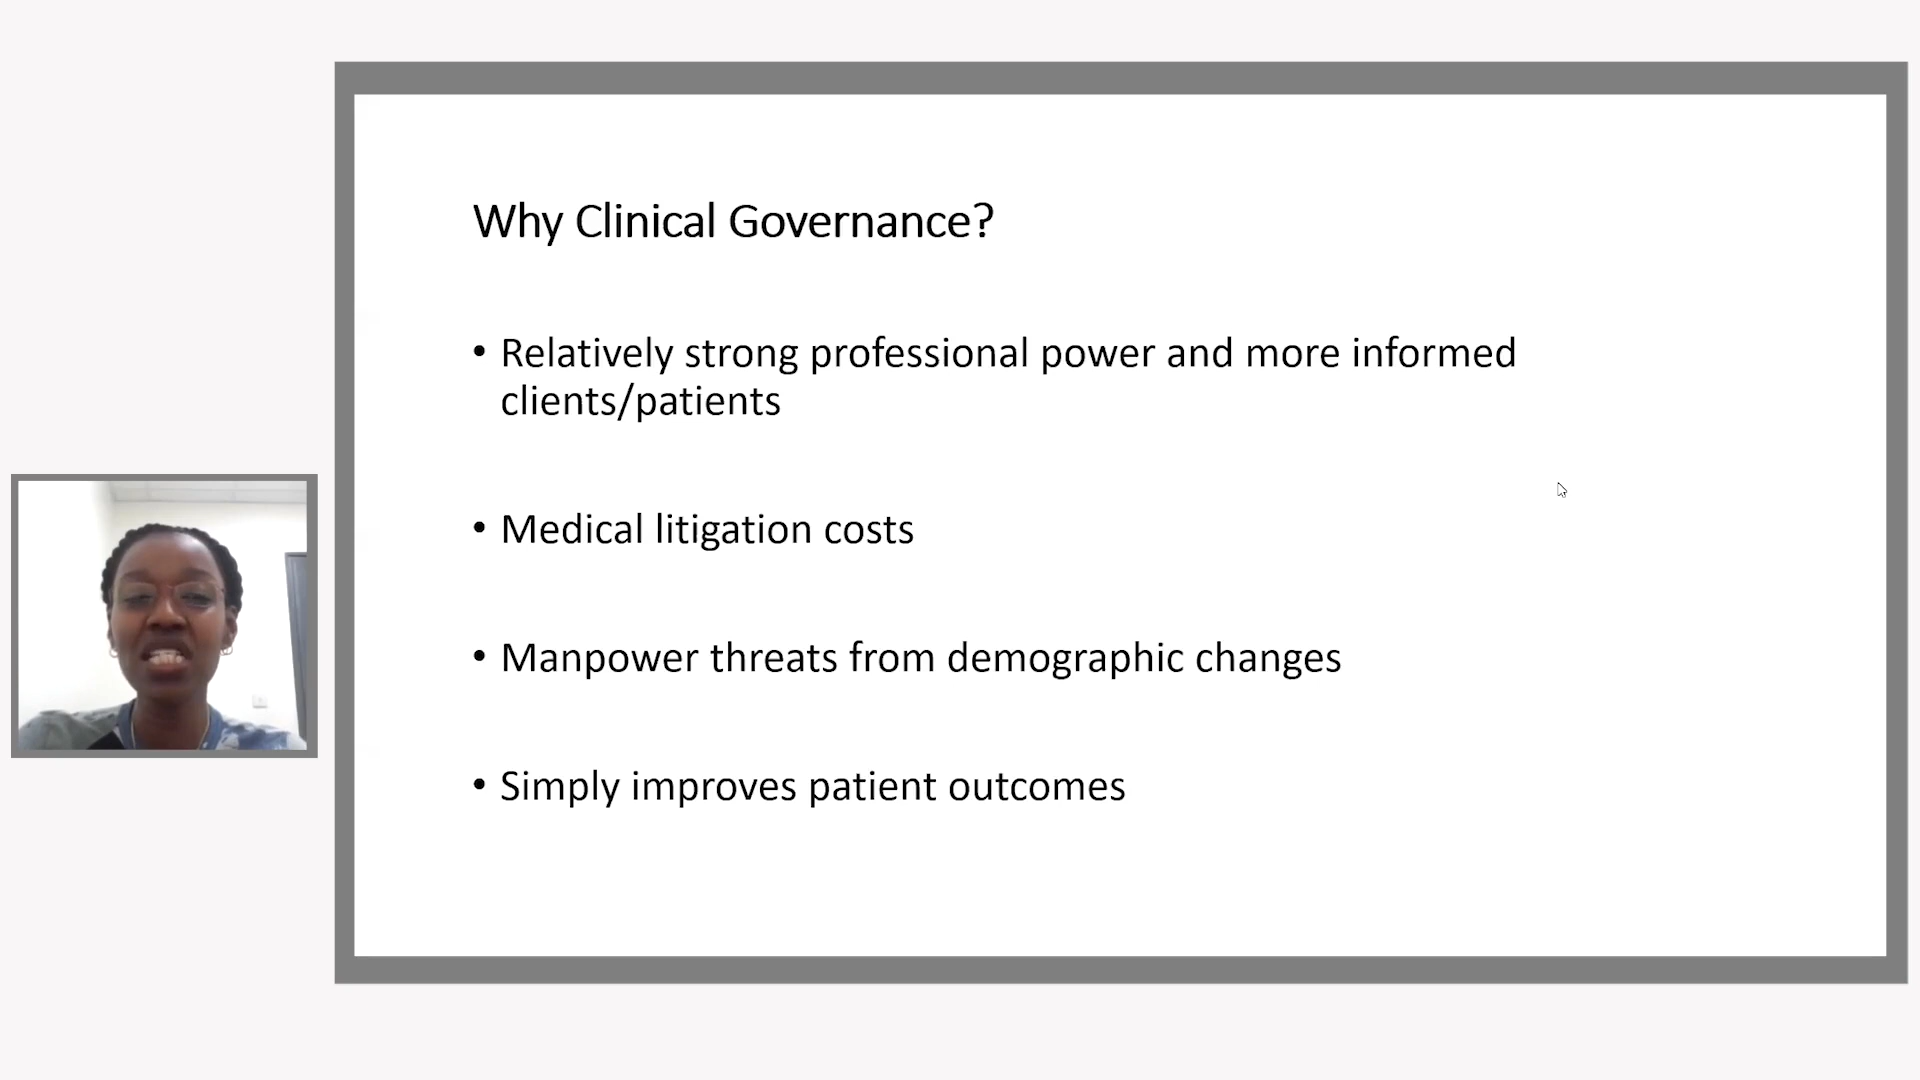 Why Clinical Governance?
• Relatively strong professional power and more informed
clients/patients
• Medical litigation costs
• Manpower threats from demographic changes
• Simply improves patient outcomes